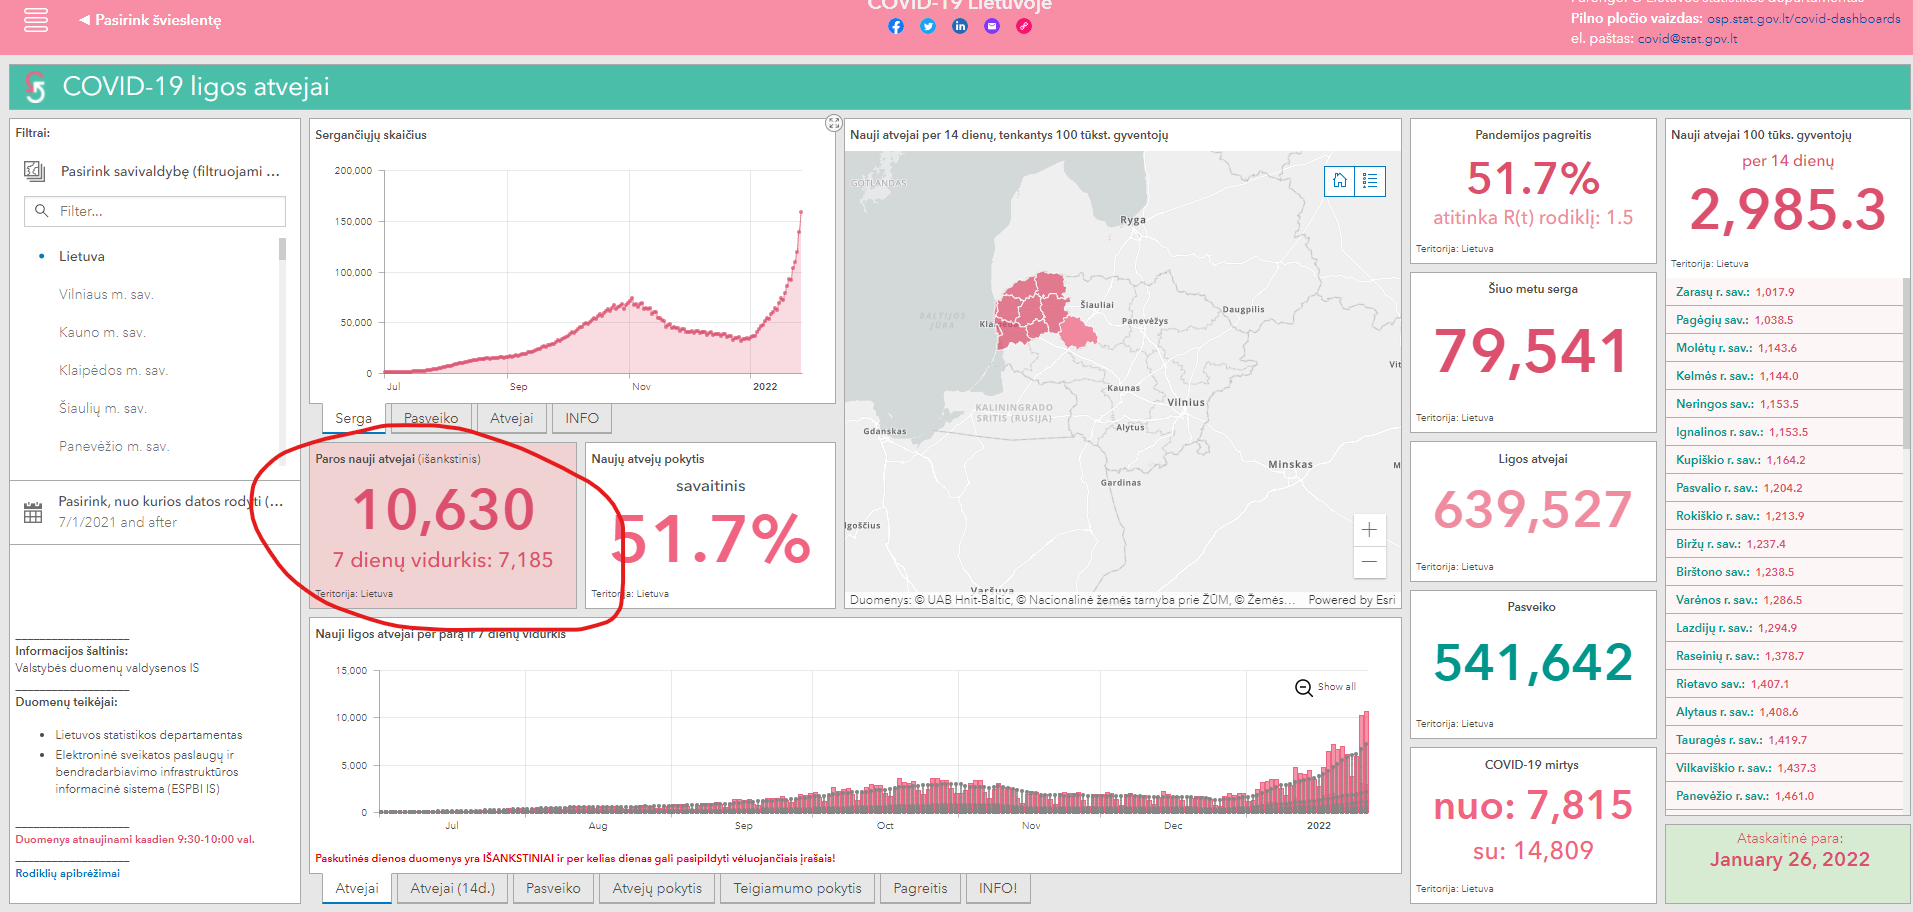 ◀ Pasirink švieslentę
COVID-19 Lietuvoje
Parengė: © Lietuvos statistikos departamentas
Pilno pločio vaizdas: osp.stat.gov.lt/covid-dashboards
el. paštas: covid@stat.gov.lt
COVID-19 ligos atvejai
Filtrai:
Pasirink savivaldybę (filtruojami ...
Filter...
Lietuva
Vilniaus m. sav.
Kauno m. sav.
Klaipėdos m. sav.
Šiaulių m. sav.
Panevėžio m. sav.
Pasirink, nuo kurios datos rodyti (...
7/1/2021 and after
Informacijos šaltinis:
Valstybės duomenų valdysenos IS
Duomenų teikėjai:
• Lietuvos statistikos departamentas
• Elektroninė sveikatos paslaugų ir
bendradarbiavimo infrastruktūros
informacinė sistema (ESPBI IS)
Duomenys atnaujinami kasdien 9:30-10:00 val.
Rodiklių apibrėžimai
Sergančiųjų skaičius
200,000
150,000
100,000
50,000
0
Jul Sep Nov 2022
Serga Pasveiko Atvejai INFO
Paros nauji atvejai (išankstinis)
10,630
7 dienų vidurkis: 7,185
Teritorija: Lietuva
Naujų atvejų pokytis
savaitinis
51.7%
Teritorija: Lietuva
Nauji atvejai per 14 dienų, tenkantys 100 tūkst. gyventojų
GOTLANDAS
Ryga
BALTIJOS
JŪRA
Šiauliai
Daugpilis
Panevėžys
Kaunas
Vilnius
KALININGRADO
SRITIS (RUSIJA)
Alytus
Gdanskas
Minskas
Gardinas
Varšuva
Duomenys: © UAB Hnit-Baltic, © Nacionalinė žemės tarnyba prie ŽŪM, © Žemės... Powered by Esri
Nauji ligos atvejai per parą ir 7 dienų vidurkis
15,000
10,000
5,000
0
Show all
Jul Aug Sep Oct Nov Dec 2022
Paskutinės dienos duomenys yra IŠANKSTINIAI ir per kelias dienas gali pasipildyti vėluojančiais įrašais!
Atvejai Atvejai (14d.) Pasveiko Atvejų pokytis Teigiamumo pokytis Pagreitis INFO!
Pandemijos pagreitis
51.7%
atitinka R(t) rodiklį: 1.5
Teritorija: Lietuva
Šiuo metu serga
79,541
Teritorija: Lietuva
Ligos atvejai
639,527
Teritorija: Lietuva
Pasveiko
541,642
Teritorija: Lietuva
COVID-19 mirtys
nuo: 7,815
su: 14,809
Teritorija: Lietuva
Nauji atvejai 100 tūks. gyventojų
per 14 dienų
2,985.3
Teritorija: Lietuva
Zarasų r. sav.: 1,017.9
Pagėgių sav.: 1,038.5
Molėtų r. sav.: 1,143.6
Kelmės r. sav.: 1,144.0
Neringos sav.: 1,153.5
Ignalinos r. sav.: 1,153.5
Kupiškio r. sav.: 1,164.2
Pasvalio r. sav.: 1,204.2
Rokiškio r. sav.: 1,213.9
Biržų r. sav.: 1,237.4
Birštono sav.: 1,238.5
Varėnos r. sav.: 1,286.5
Lazdijų r. sav.: 1,294.9
Raseinių r. sav.: 1,378.7
Rietavo sav.: 1,407.1
Alytaus r. sav.: 1,408.6
Tauragės r. sav.: 1,419.7
Vilkaviškio r. sav.: 1,437.3
Panevėžio r. sav.: 1,461.0
Ataskaitinė para:
January 26, 2022